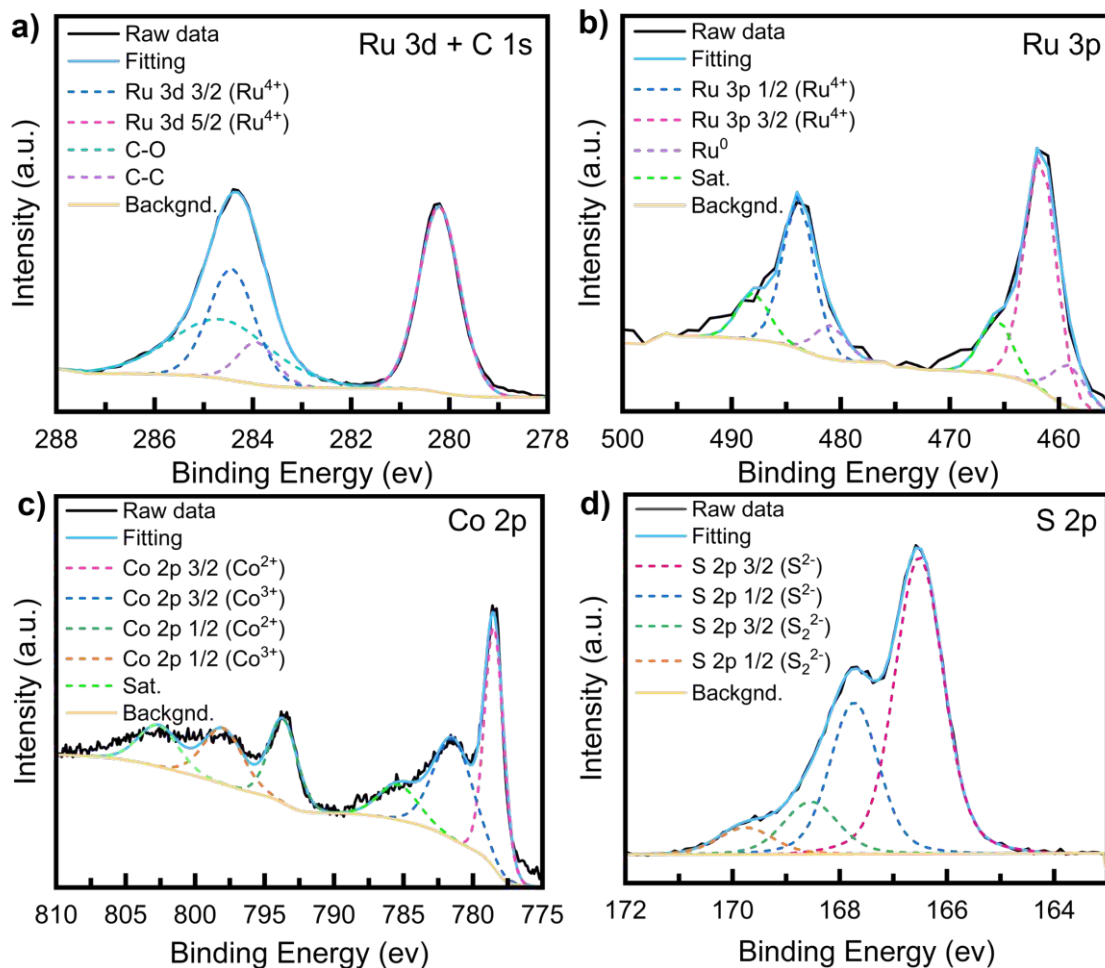 a)
Raw data
Fitting
Ru 3d 3/2 (Ru⁴⁺)
Ru 3d 5/2 (Ru⁴⁺)
C-O
C-C
Backgnd.
Ru 3d + C 1s
Intensity (a.u.)
288 286 284 282 280 278
Binding Energy (ev)
b)
Raw data
Fitting
Ru 3p 1/2 (Ru⁴⁺)
Ru 3p 3/2 (Ru⁴⁺)
Ru⁰
Sat.
Backgnd.
Ru 3p
Intensity (a.u.)
500 490 480 470 460
Binding Energy (ev)
c)
Raw data
Fitting
Co 2p 3/2 (Co²⁺)
Co 2p 3/2 (Co³⁺)
Co 2p 1/2 (Co²⁺)
Co 2p 1/2 (Co³⁺)
Sat.
Backgnd.
Co 2p
Intensity (a.u.)
810 805 800 795 790 785 780 775
Binding Energy (ev)
d)
Raw data
Fitting
S 2p 3/2 (S²⁻)
S 2p 1/2 (S²⁻)
S 2p 3/2 (S₂²⁻)
S 2p 1/2 (S₂²⁻)
Backgnd.
S 2p
Intensity (a.u.)
172 170 168 166 164
Binding Energy (ev)